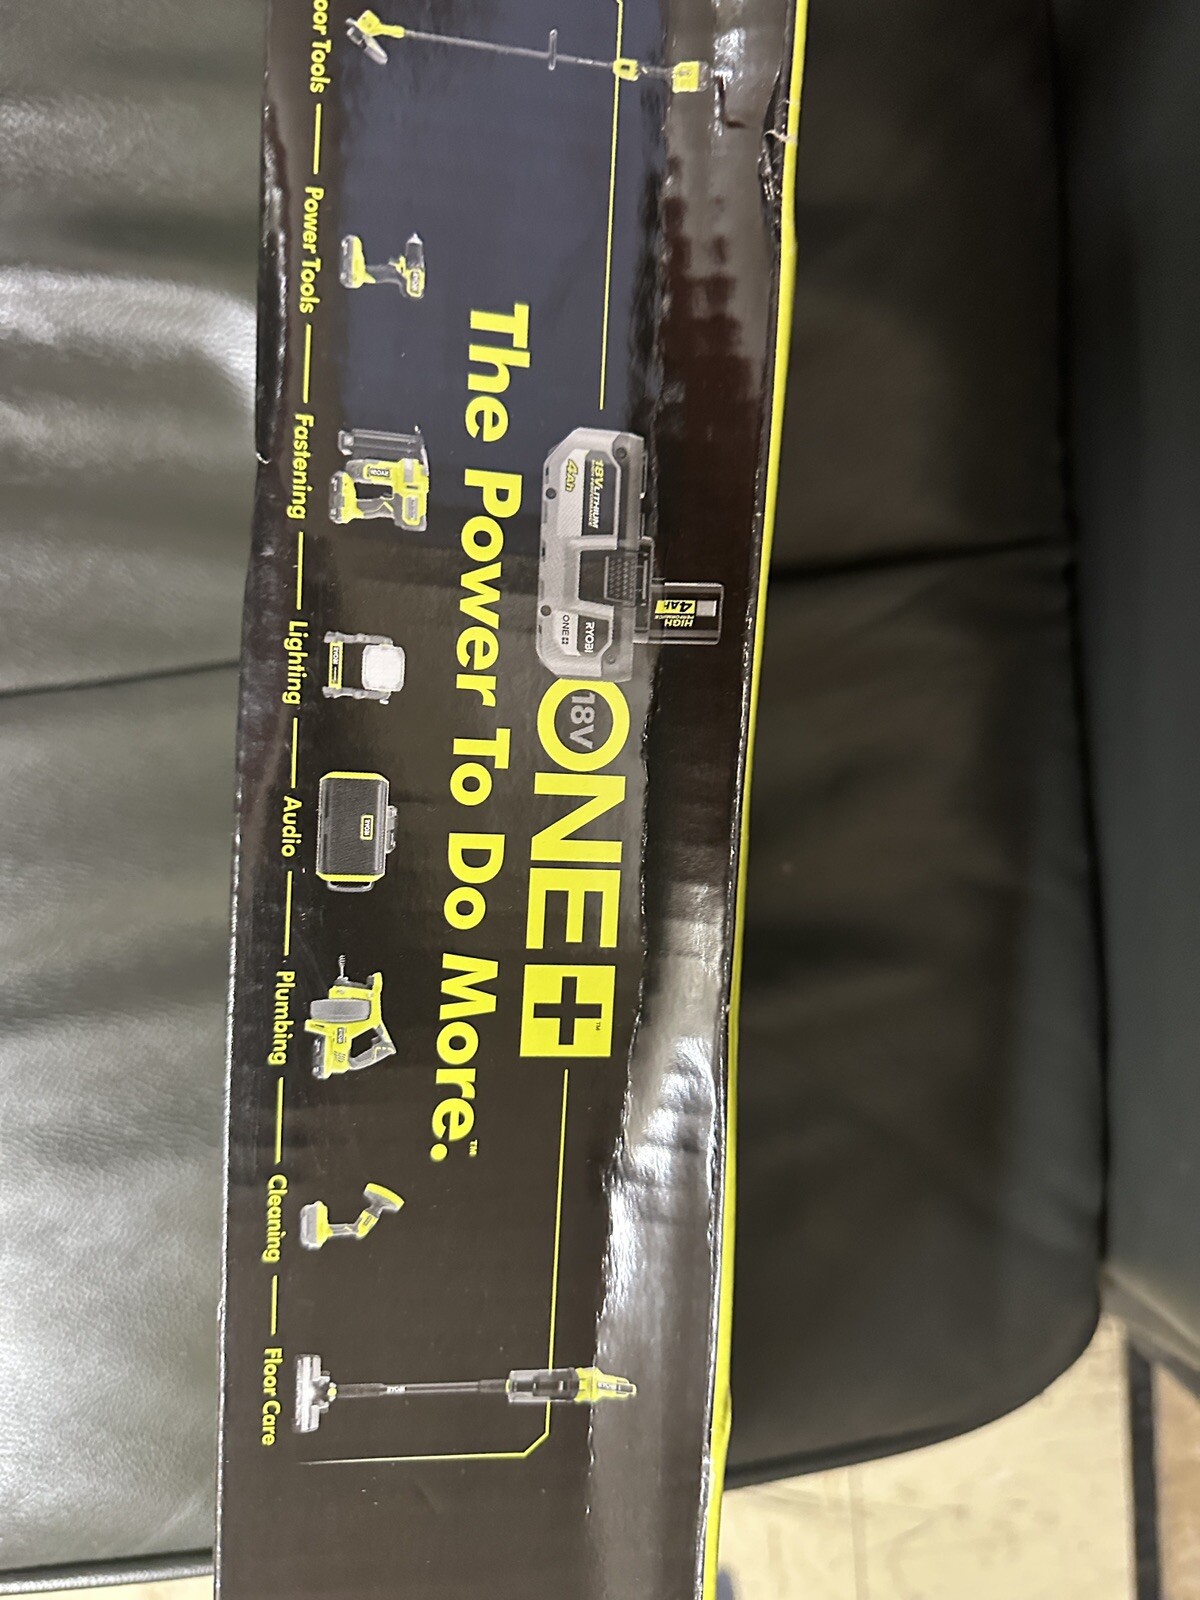 18V LITHIUM
4Ah
RYOBI
ONE+
HIGH
PERFORMANCE
4Ah
18V
ONE+™
The Power To Do More.™
oor Tools — Power Tools — Fastening — Lighting — Audio — Plumbing — Cleaning — Floor Care